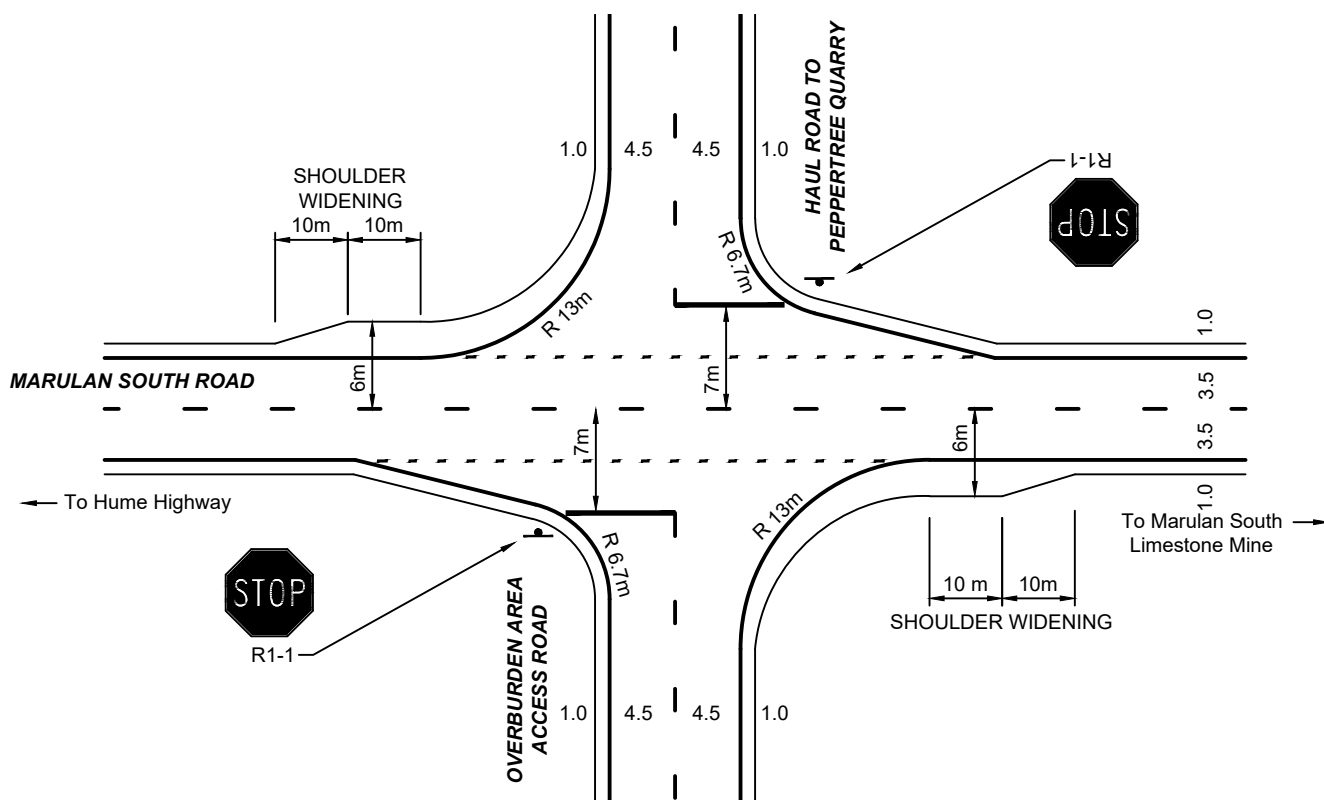 HAUL ROAD TO
PEPPERTREE QUARRY
R1-1
STOP
1.0
4.5
4.5
1.0
SHOULDER
WIDENING
10m
10m
R 6.7m
R 13m
1.0
MARULAN SOUTH ROAD
6m
7m
3.5
7m
6m
3.5
To Hume Highway
1.0
R 13m
To Marulan South
Limestone Mine
STOP
R 6.7m
10 m
10m
SHOULDER WIDENING
R1-1
OVERBURDEN AREA
ACCESS ROAD
1.0
4.5
4.5
1.0